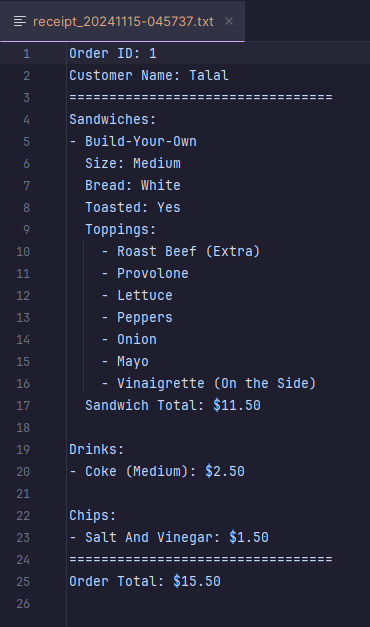 receipt_20241115-045737.txt ×
1 Order ID: 1
2 Customer Name: Talal
3 =================================
4 Sandwiches:
5 - Build-Your-Own
6   Size: Medium
7   Bread: White
8   Toasted: Yes
9   Toppings:
10     - Roast Beef (Extra)
11     - Provolone
12     - Lettuce
13     - Peppers
14     - Onion
15     - Mayo
16     - Vinaigrette (On the Side)
17   Sandwich Total: $11.50
18
19 Drinks:
20 - Coke (Medium): $2.50
21
22 Chips:
23 - Salt And Vinegar: $1.50
24 =================================
25 Order Total: $15.50
26